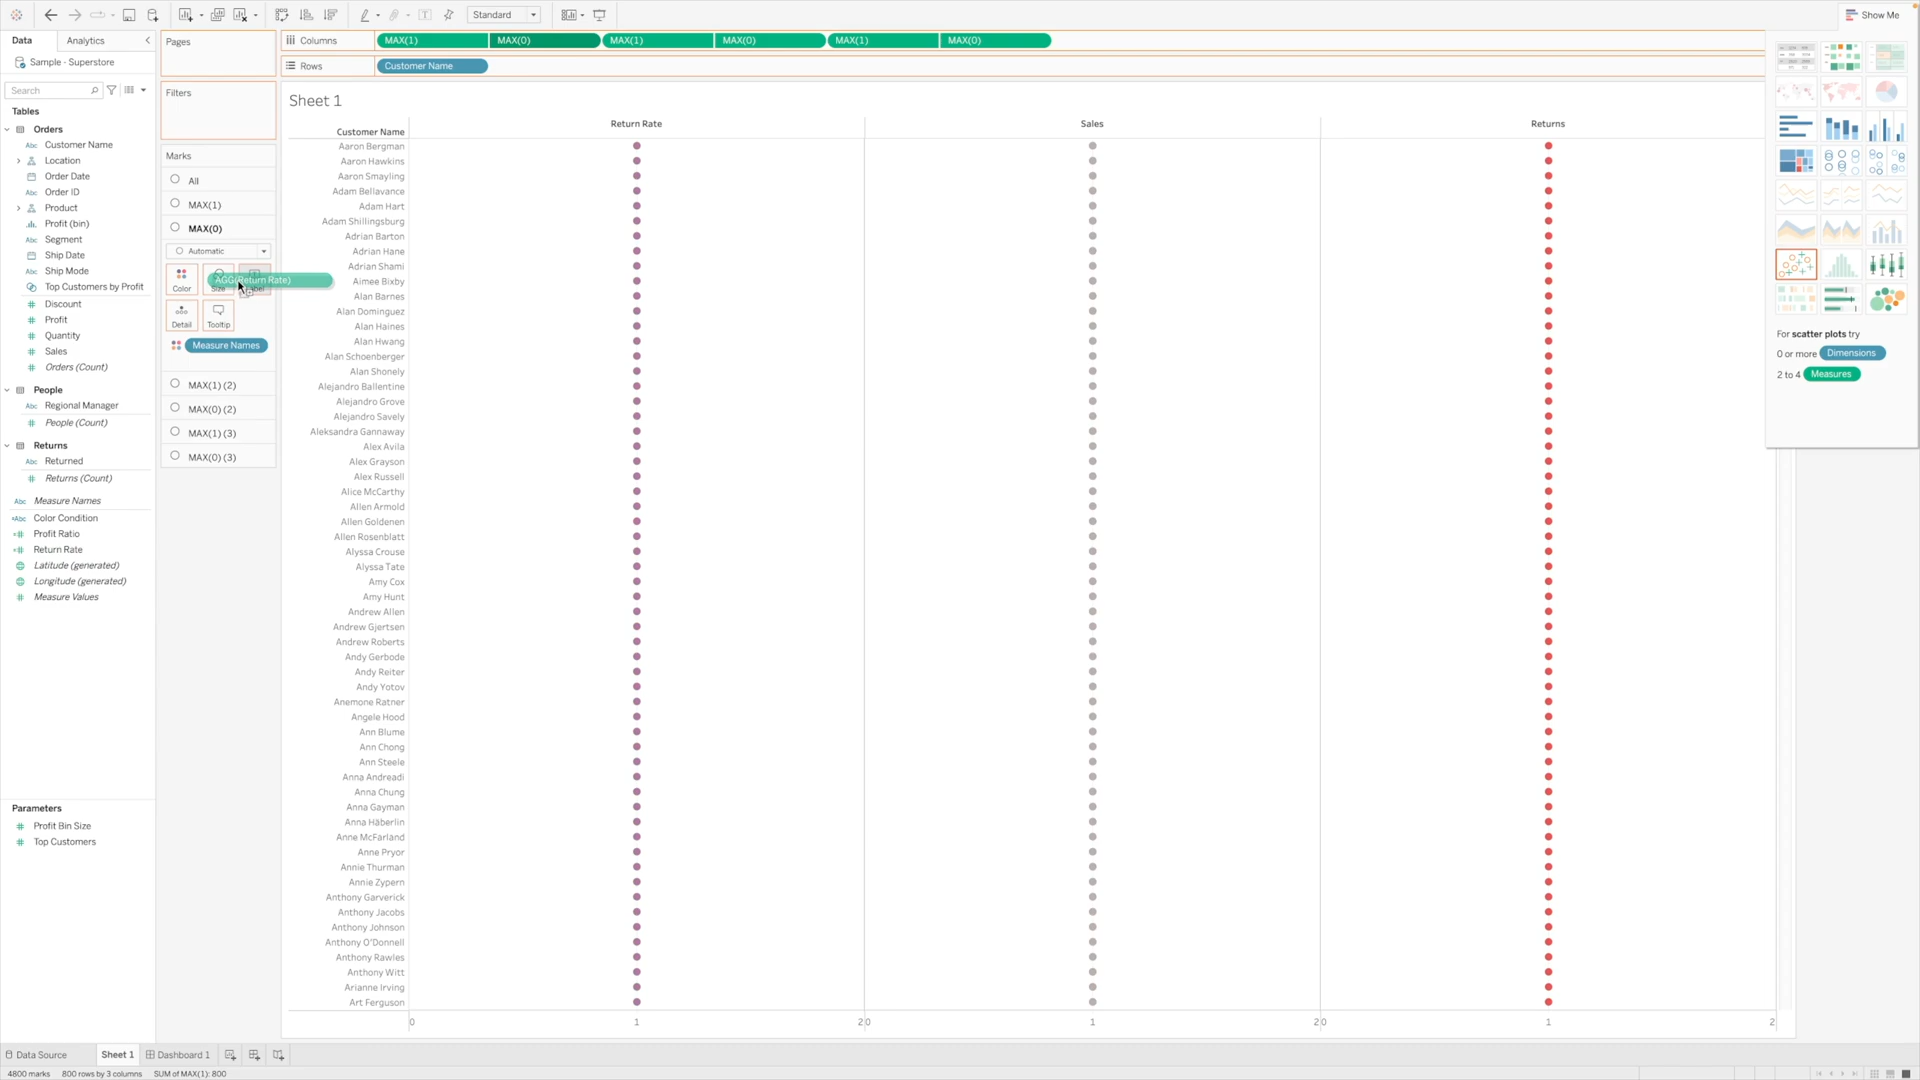 Standard
Show Me
Data
Analytics
Sample - Superstore
Search
Tables
Orders
Customer Name
Location
Order Date
Order ID
Product
Profit (bin)
Segment
Ship Date
Ship Mode
Top Customers by Profit
Discount
Profit
Quantity
Sales
Orders (Count)
People
Regional Manager
People (Count)
Returns
Returned
Returns (Count)
Measure Names
Color Condition
Profit Ratio
Return Rate
Latitude (generated)
Longitude (generated)
Measure Values
Parameters
Profit Bin Size
Top Customers
Pages
Filters
Marks
All
MAX(1)
MAX(0)
Automatic
AGG(Return Rate)
Color
Size
Detail
Tooltip
Measure Names
MAX(1) (2)
MAX(0) (2)
MAX(1) (3)
MAX(0) (3)
Columns
MAX(1) MAX(0) MAX(1) MAX(0) MAX(1) MAX(0)
Rows
Customer Name
Sheet 1
Customer Name Return Rate Sales Returns
Aaron Bergman
Aaron Hawkins
Aaron Smayling
Adam Bellavance
Adam Hart
Adam Shillingsburg
Adrian Barton
Adrian Hane
Adrian Shami
Aimee Bixby
Alan Barnes
Alan Dominguez
Alan Haines
Alan Hwang
Alan Schoenberger
Alan Shonely
Alejandro Ballentine
Alejandro Grove
Alejandro Savely
Aleksandra Gannaway
Alex Avila
Alex Grayson
Alex Russell
Alice McCarthy
Allen Armold
Allen Goldenen
Allen Rosenblatt
Alyssa Crouse
Alyssa Tate
Amy Cox
Amy Hunt
Andrew Allen
Andrew Gjertsen
Andrew Roberts
Andy Gerbode
Andy Reiter
Andy Yotov
Anemone Ratner
Angele Hood
Ann Blume
Ann Chong
Ann Steele
Anna Andreadi
Anna Chung
Anna Gayman
Anna Häberlin
Anne McFarland
Anne Pryor
Annie Thurman
Annie Zypern
Anthony Garverick
Anthony Jacobs
Anthony Johnson
Anthony O'Donnell
Anthony Rawles
Anthony Witt
Arianne Irving
Art Ferguson
0 1 2 0 1 2 0 1 2
For scatter plots try
0 or more Dimensions
2 to 4 Measures
Data Source
Sheet 1
Dashboard 1
4800 marks 800 rows by 3 columns SUM of MAX(1): 800